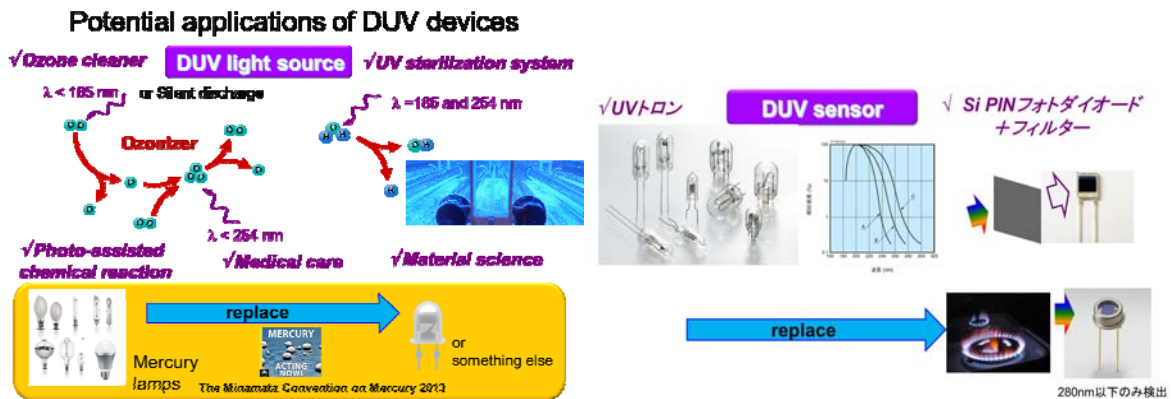 Potential applications of DUV devices
√Ozone cleaner
DUV light source
√UV sterilization system
λ < 185 nm
or Silent discharge
λ =185 and 254 nm
Ozonizer
λ < 254 nm
√Photo-assisted
chemical reaction
√Medical care
√Material science
replace
MERCURY
ACTING
NOW!
Mercury
lamps
or
something else
The Minamata Convention on Mercury 2013
√UVトロン
DUV sensor
√ Si PINフォトダイオード
+フィルター
replace
280nm以下のみ検出